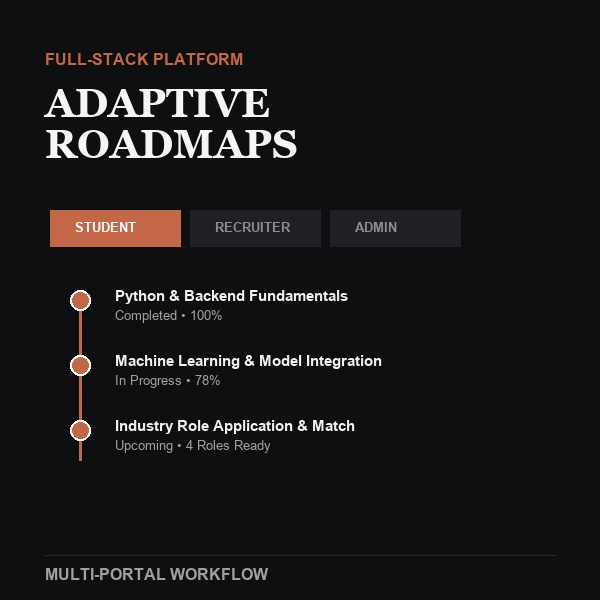 FULL-STACK PLATFORM
ADAPTIVE
ROADMAPS
STUDENT
RECRUITER
ADMIN
Python & Backend Fundamentals
Completed • 100%
Machine Learning & Model Integration
In Progress • 78%
Industry Role Application & Match
Upcoming • 4 Roles Ready
MULTI-PORTAL WORKFLOW